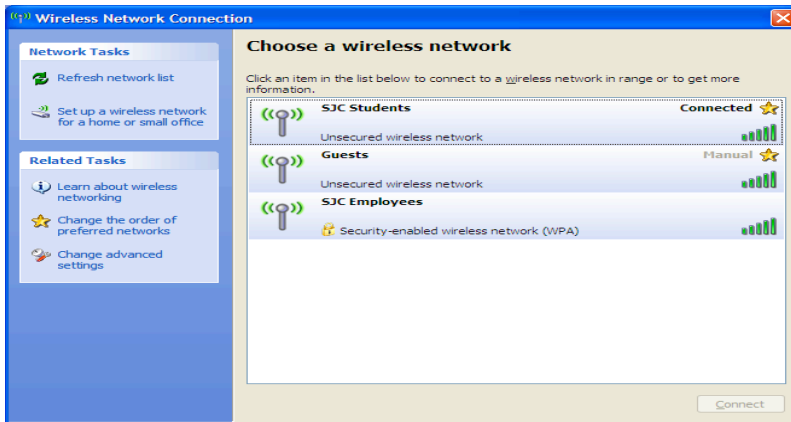 Wireless Network Connection
Network Tasks
Refresh network list
Set up a wireless network
for a home or small office
Related Tasks
Learn about wireless
networking
Change the order of
preferred networks
Change advanced
settings
Choose a wireless network
Click an item in the list below to connect to a wireless network in range or to get more
information.
SJC Students Connected
Unsecured wireless network
Guests Manual
Unsecured wireless network
SJC Employees
Security-enabled wireless network (WPA)
Connect